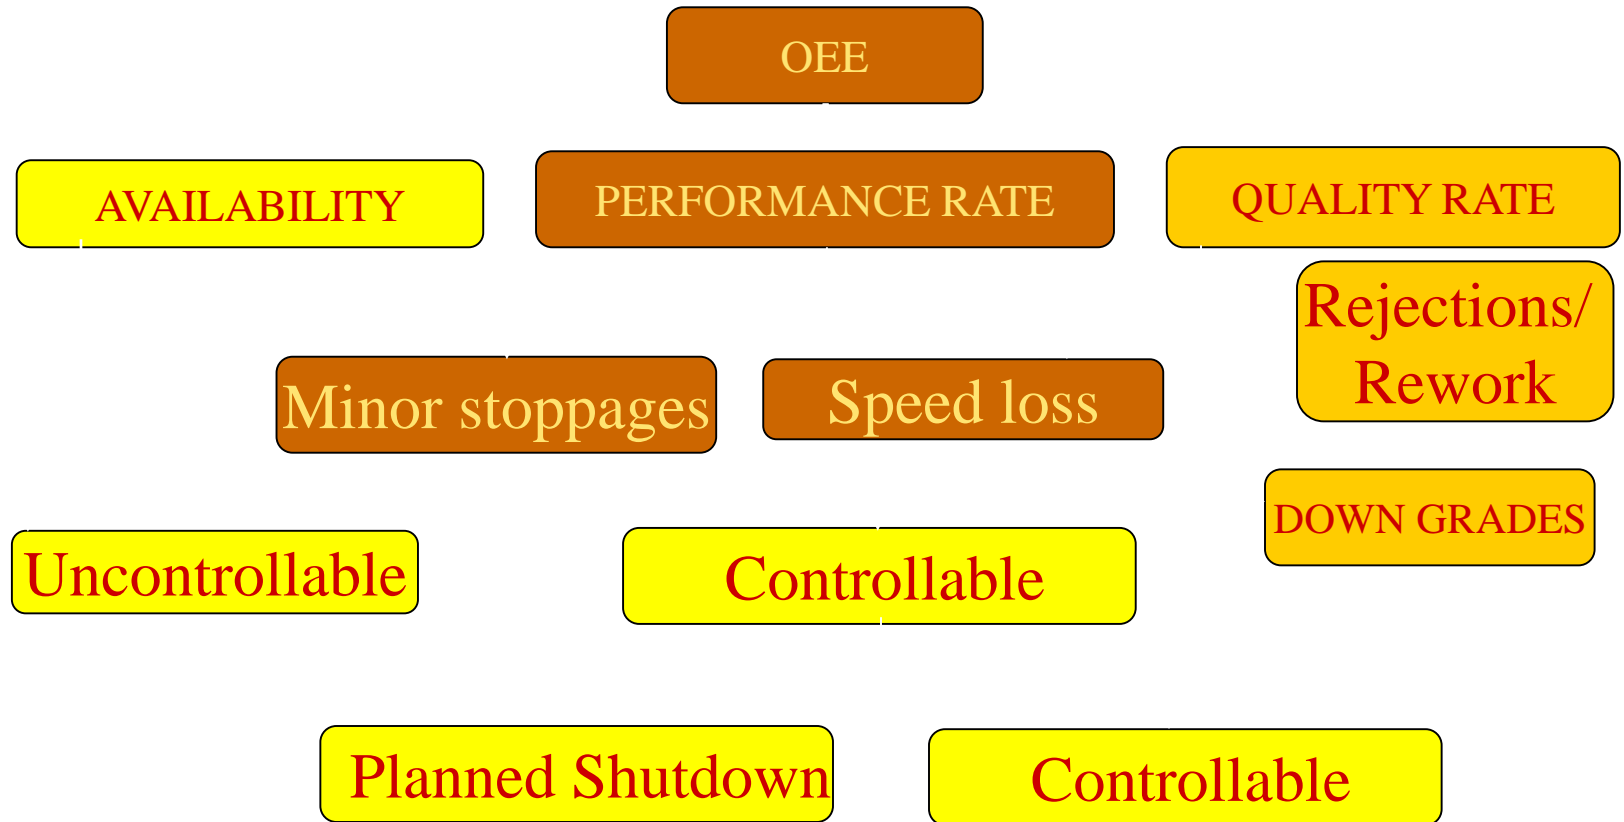 OEE
AVAILABILITY
PERFORMANCE RATE
QUALITY RATE
Rejections/
Rework
Minor stoppages
Speed loss
DOWN GRADES
Uncontrollable
Controllable
Planned Shutdown
Controllable